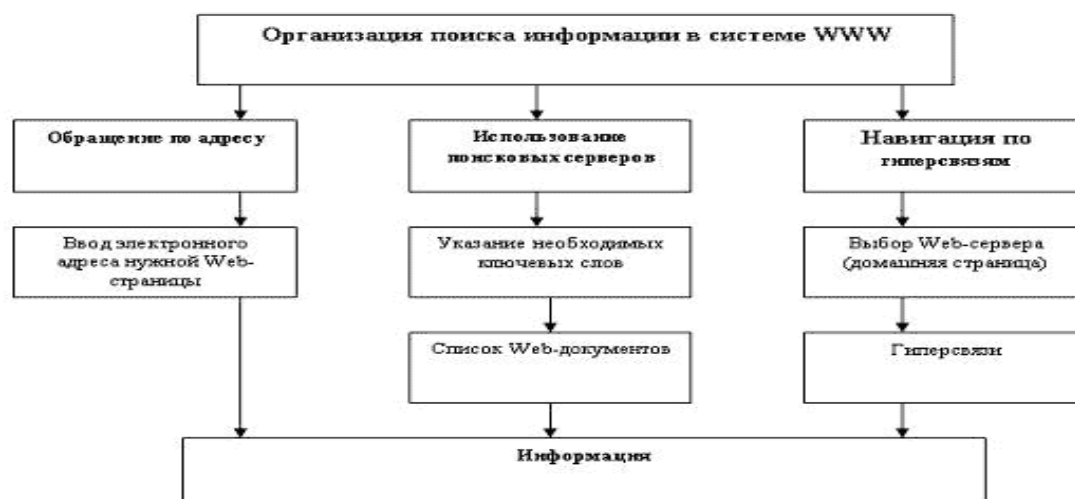 Организация поиска информации в системе WWW
Обращение по адресу
Использование
поисковых серверов
Навигация по
гиперсвязям
Ввод электронного
адреса нужной Web-
страницы
Указание необходимых
ключевых слов
Выбор Web-сервера
(домашняя страница)
Список Web-документов
Гиперсвязи
Информация